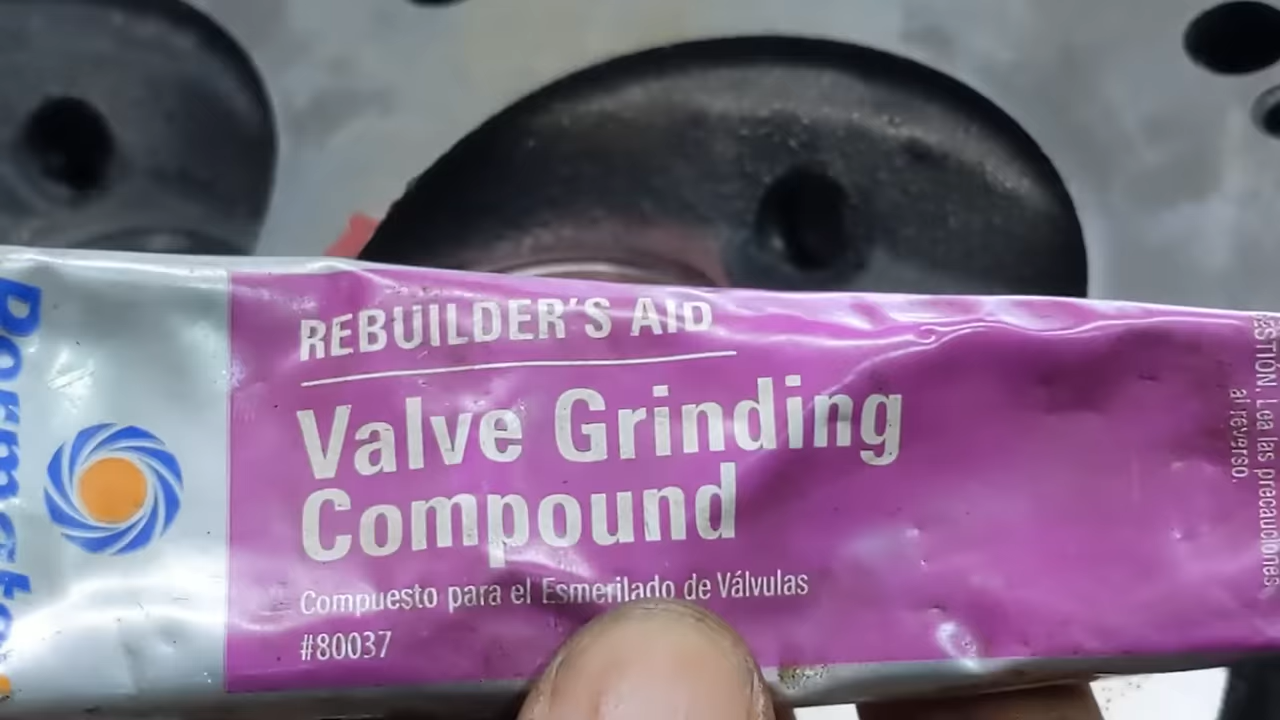 REBUILDER'S AID
Valve Grinding
Compound
Compuesto para el Esmerilado de Válvulas
#80037
Lea las precauciones
al reverso.